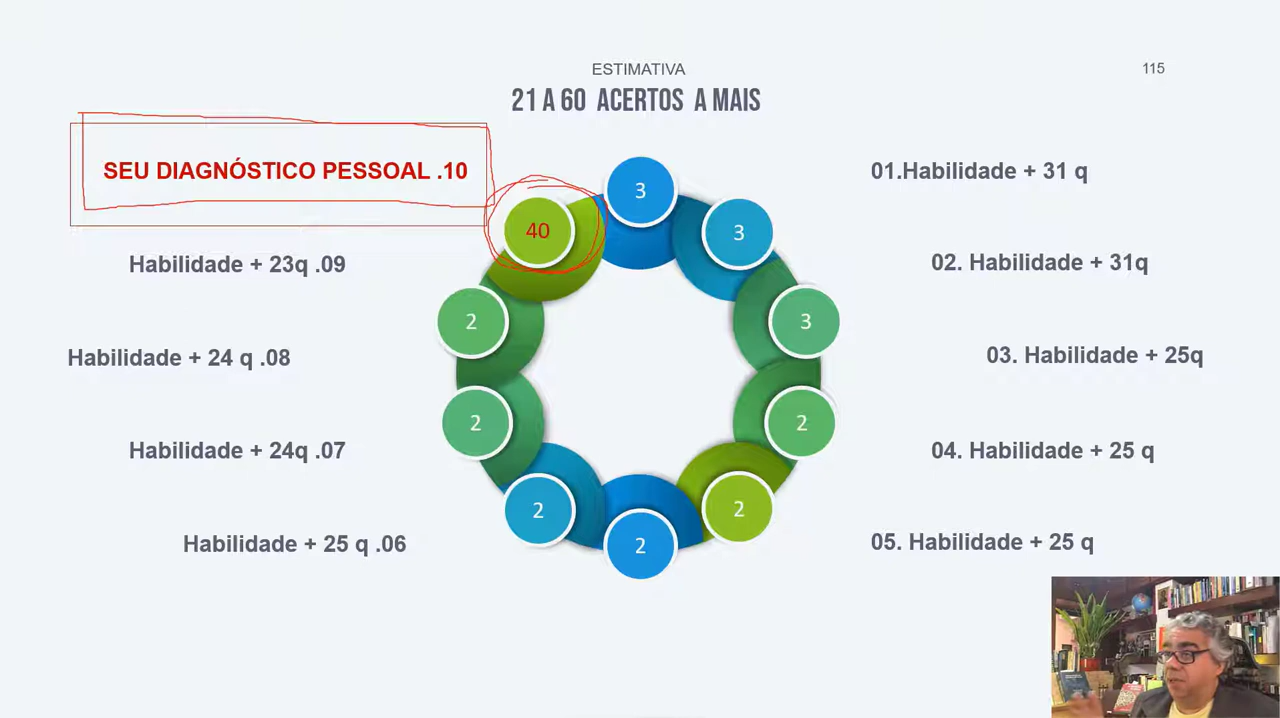 ESTIMATIVA
115
21 A 60 ACERTOS A MAIS
SEU DIAGNÓSTICO PESSOAL .10
Habilidade + 23q .09
Habilidade + 24 q .08
Habilidade + 24q .07
Habilidade + 25 q .06
40
3
3
3
2
2
2
2
2
2
01.Habilidade + 31 q
02. Habilidade + 31q
03. Habilidade + 25q
04. Habilidade + 25 q
05. Habilidade + 25 q